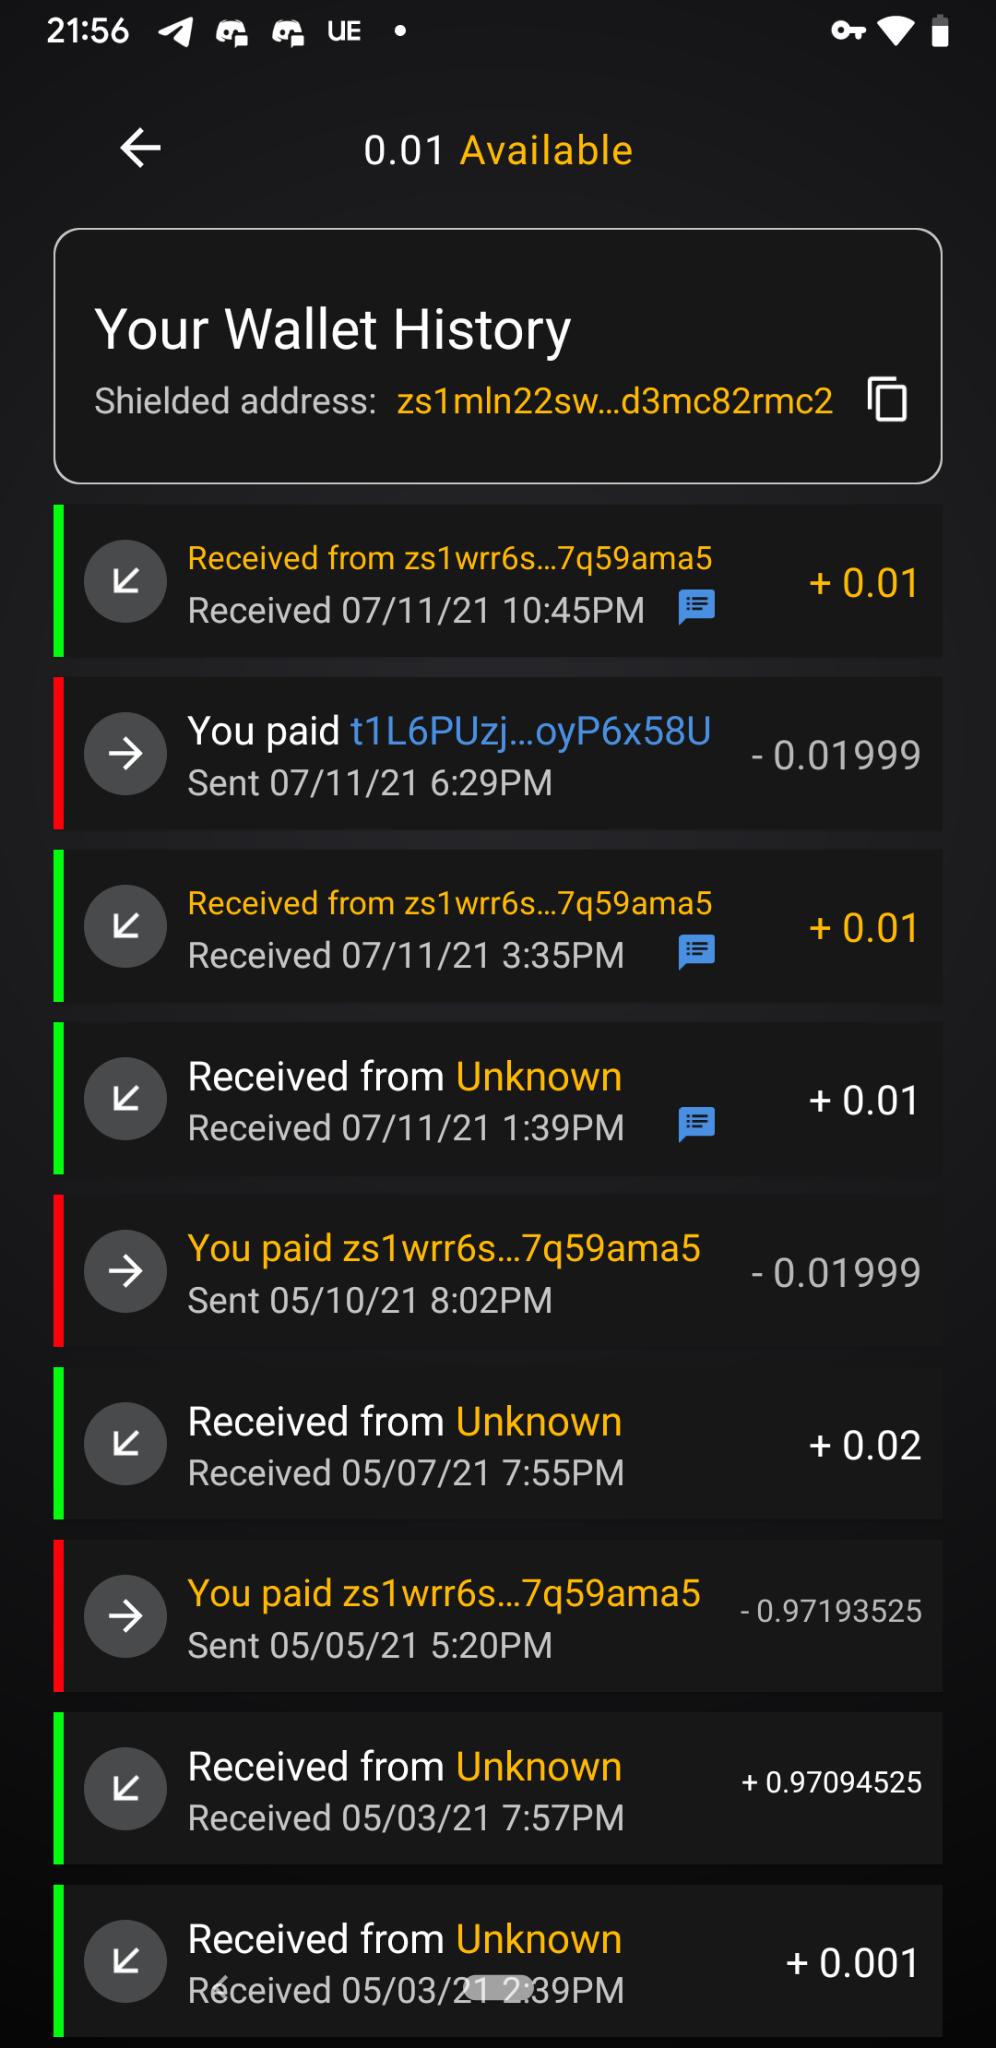 21:56 UE
0.01 Available
Your Wallet History
Shielded address: zs1mln22sw...d3mc82rmc2
Received from zs1wrr6s...7q59ama5
+ 0.01
Received 07/11/21 10:45PM
You paid t1L6PUzj...oyP6x58U
- 0.01999
Sent 07/11/21 6:29PM
Received from zs1wrr6s...7q59ama5
+ 0.01
Received 07/11/21 3:35PM
Received from Unknown
+ 0.01
Received 07/11/21 1:39PM
You paid zs1wrr6s...7q59ama5
- 0.01999
Sent 05/10/21 8:02PM
Received from Unknown
+ 0.02
Received 05/07/21 7:55PM
You paid zs1wrr6s...7q59ama5
- 0.97193525
Sent 05/05/21 5:20PM
Received from Unknown
+ 0.97094525
Received 05/03/21 7:57PM
Received from Unknown
+ 0.001
Received 05/03/21 2:39PM